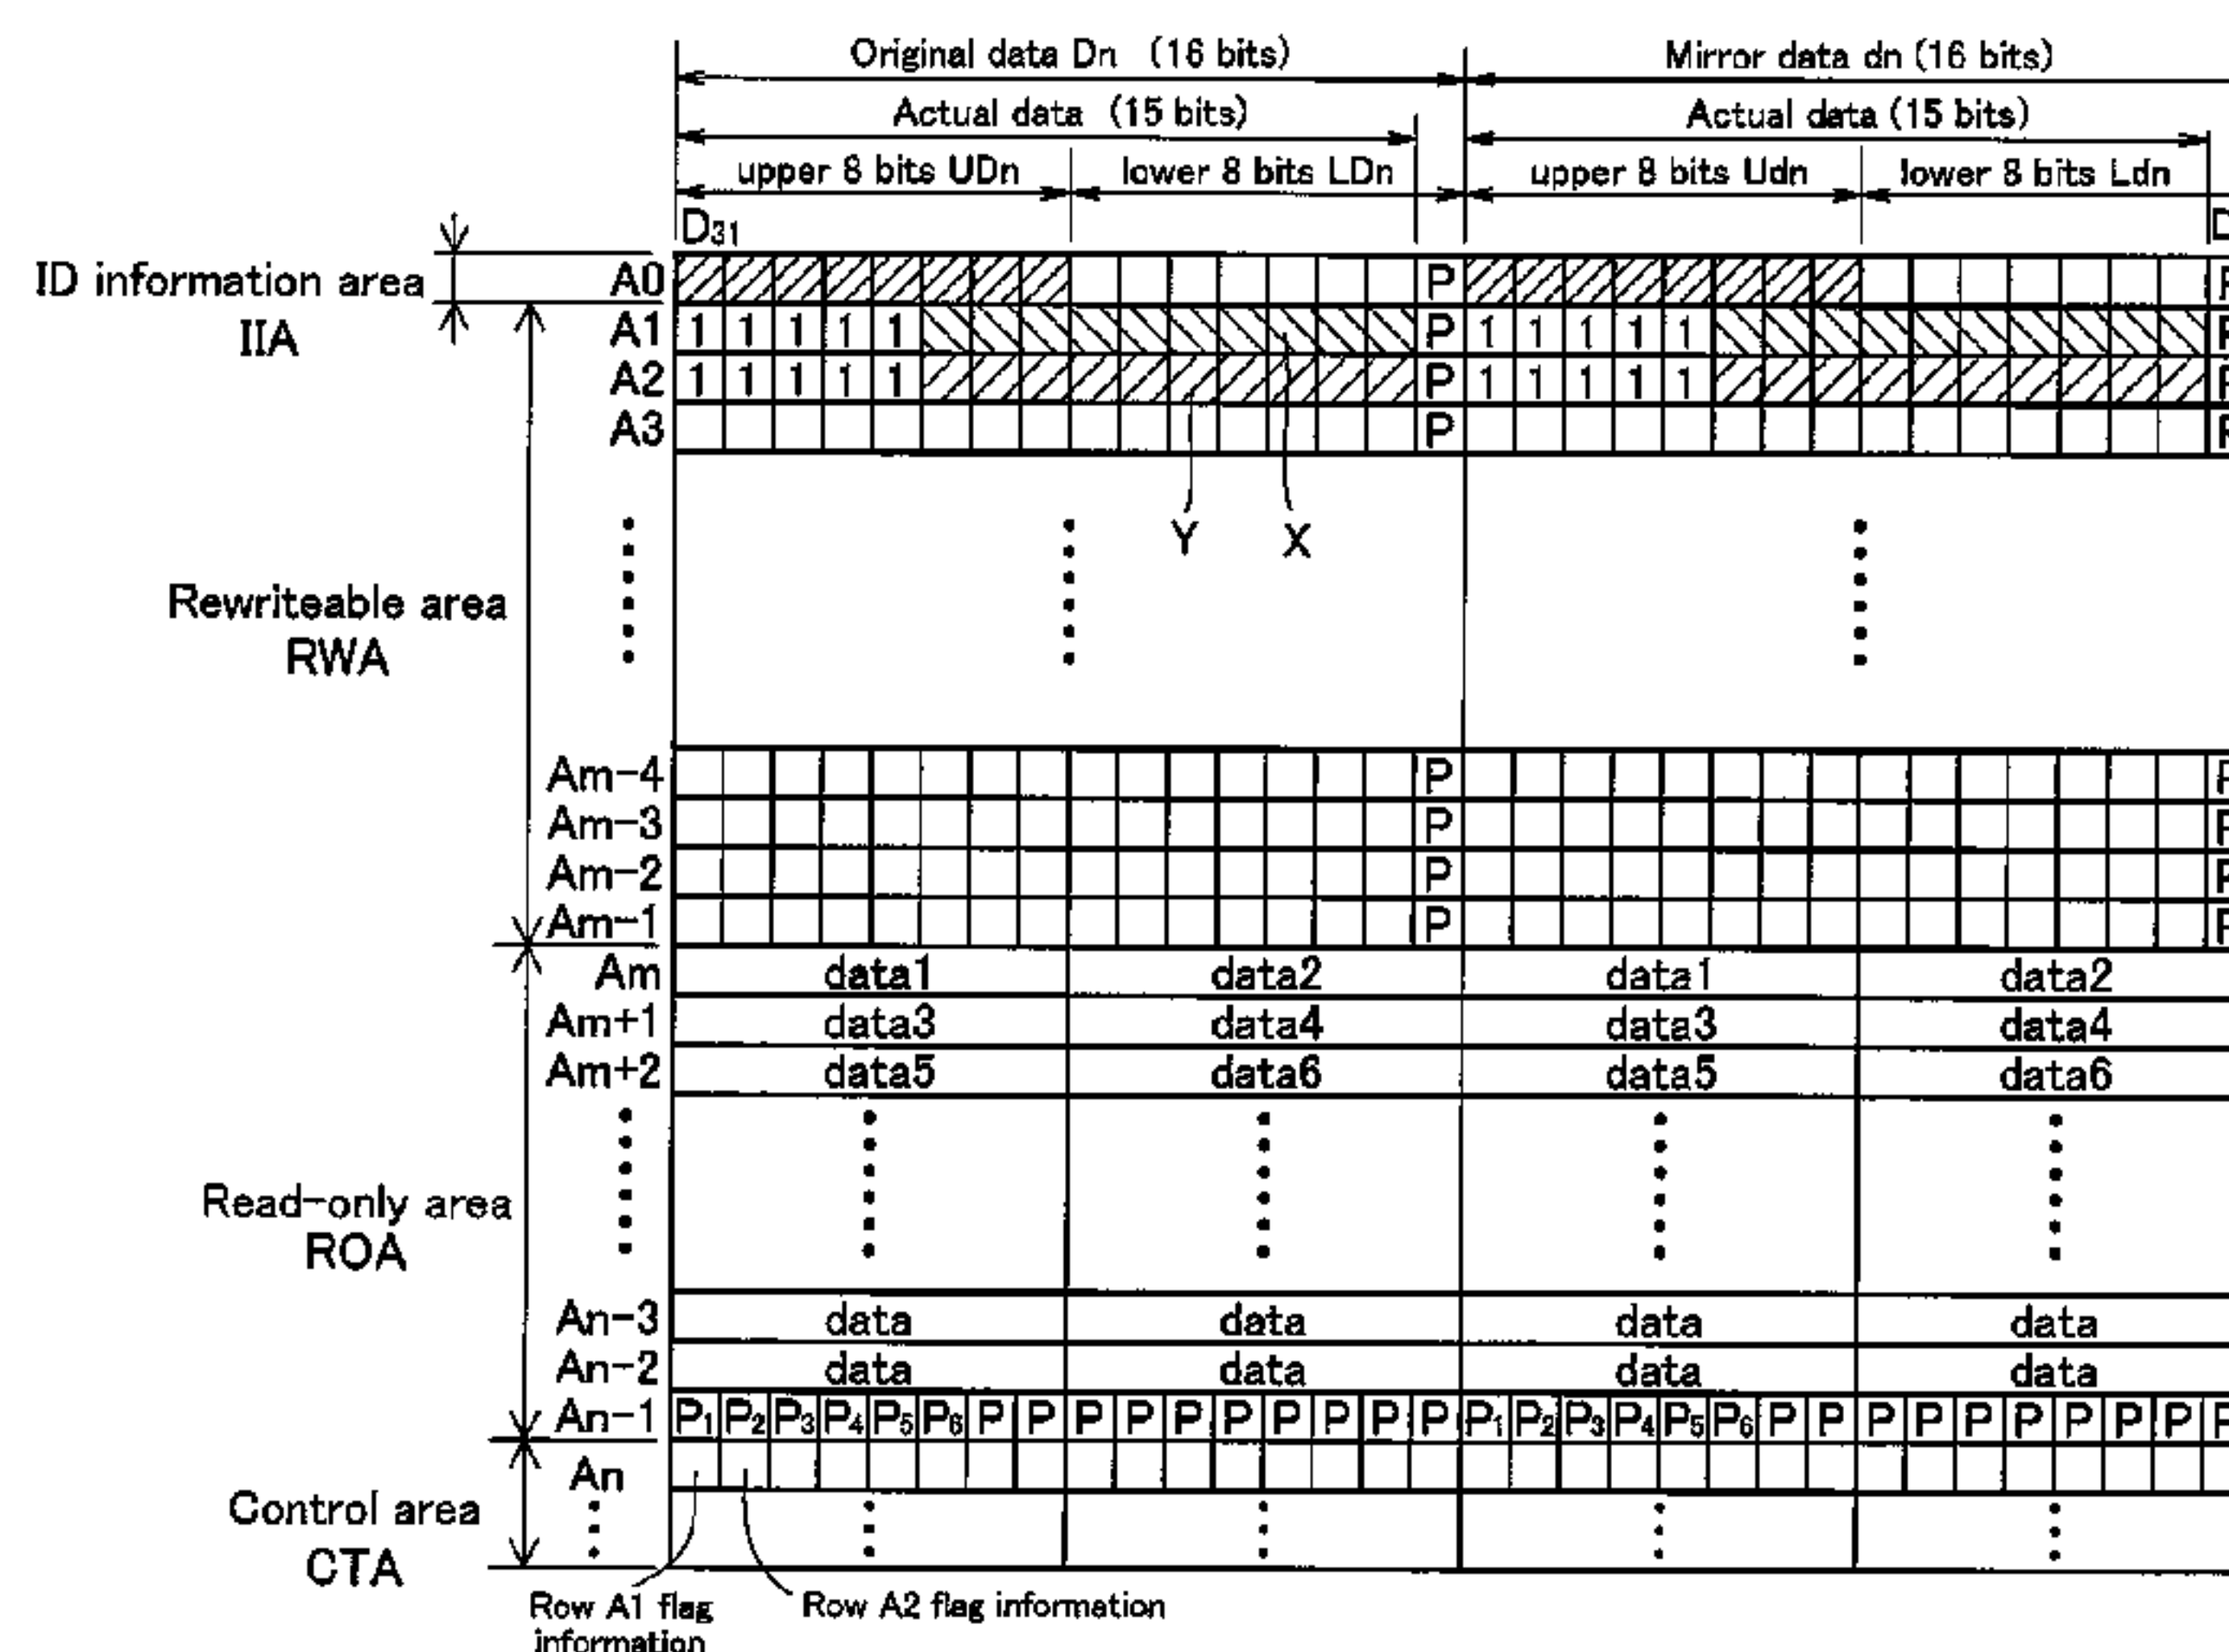 Original data Dn (16 bits) Mirror data dn (16 bits)
Actual data (15 bits) Actual data (15 bits)
upper 8 bits UDn lower 8 bits LDn upper 8 bits Udn lower 8 bits Ldn
D31
ID information area
IIA
A0 P P
A1 1 1 1 1 1 P 1 1 1 1 1 P
A2 1 1 1 1 1 P 1 1 1 1 1 P
A3 P P
Y X
Rewriteable area
RWA
Am-4 P P
Am-3 P P
Am-2 P P
Am-1 P P
Am data1 data2 data1 data2
Am+1 data3 data4 data3 data4
Am+2 data5 data6 data5 data6
Read-only area
ROA
An-3 data data data data
An-2 data data data data
An-1 P1 P2 P3 P4 P5 P6 P P P P P P P P P P P1 P2 P3 P4 P5 P6 P P P P P P P P P P
An
Control area
CTA
Row A1 flag
information
Row A2 flag information